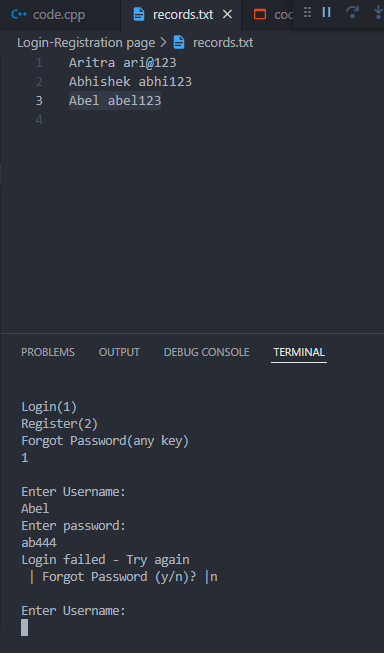 code.cpp records.txt coc
Login-Registration page > records.txt
1 Aritra ari@123
2 Abhishek abhi123
3 Abel abel123
4
PROBLEMS OUTPUT DEBUG CONSOLE TERMINAL
Login(1)
Register(2)
Forgot Password(any key)
1
Enter Username:
Abel
Enter password:
ab444
Login failed - Try again
| Forgot Password (y/n)? |n
Enter Username: